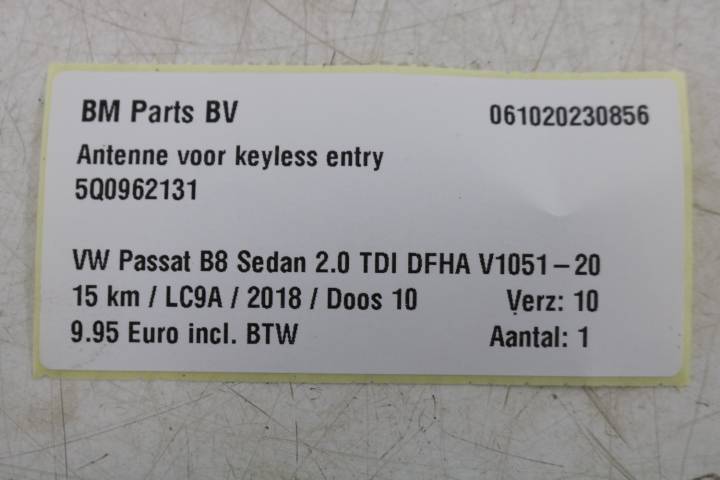 BM Parts BV 061020230856
Antenne voor keyless entry
5Q0962131
VW Passat B8 Sedan 2.0 TDI DFHA V1051-20
15 km / LC9A / 2018 / Doos 10 Verz: 10
9.95 Euro incl. BTW Aantal: 1